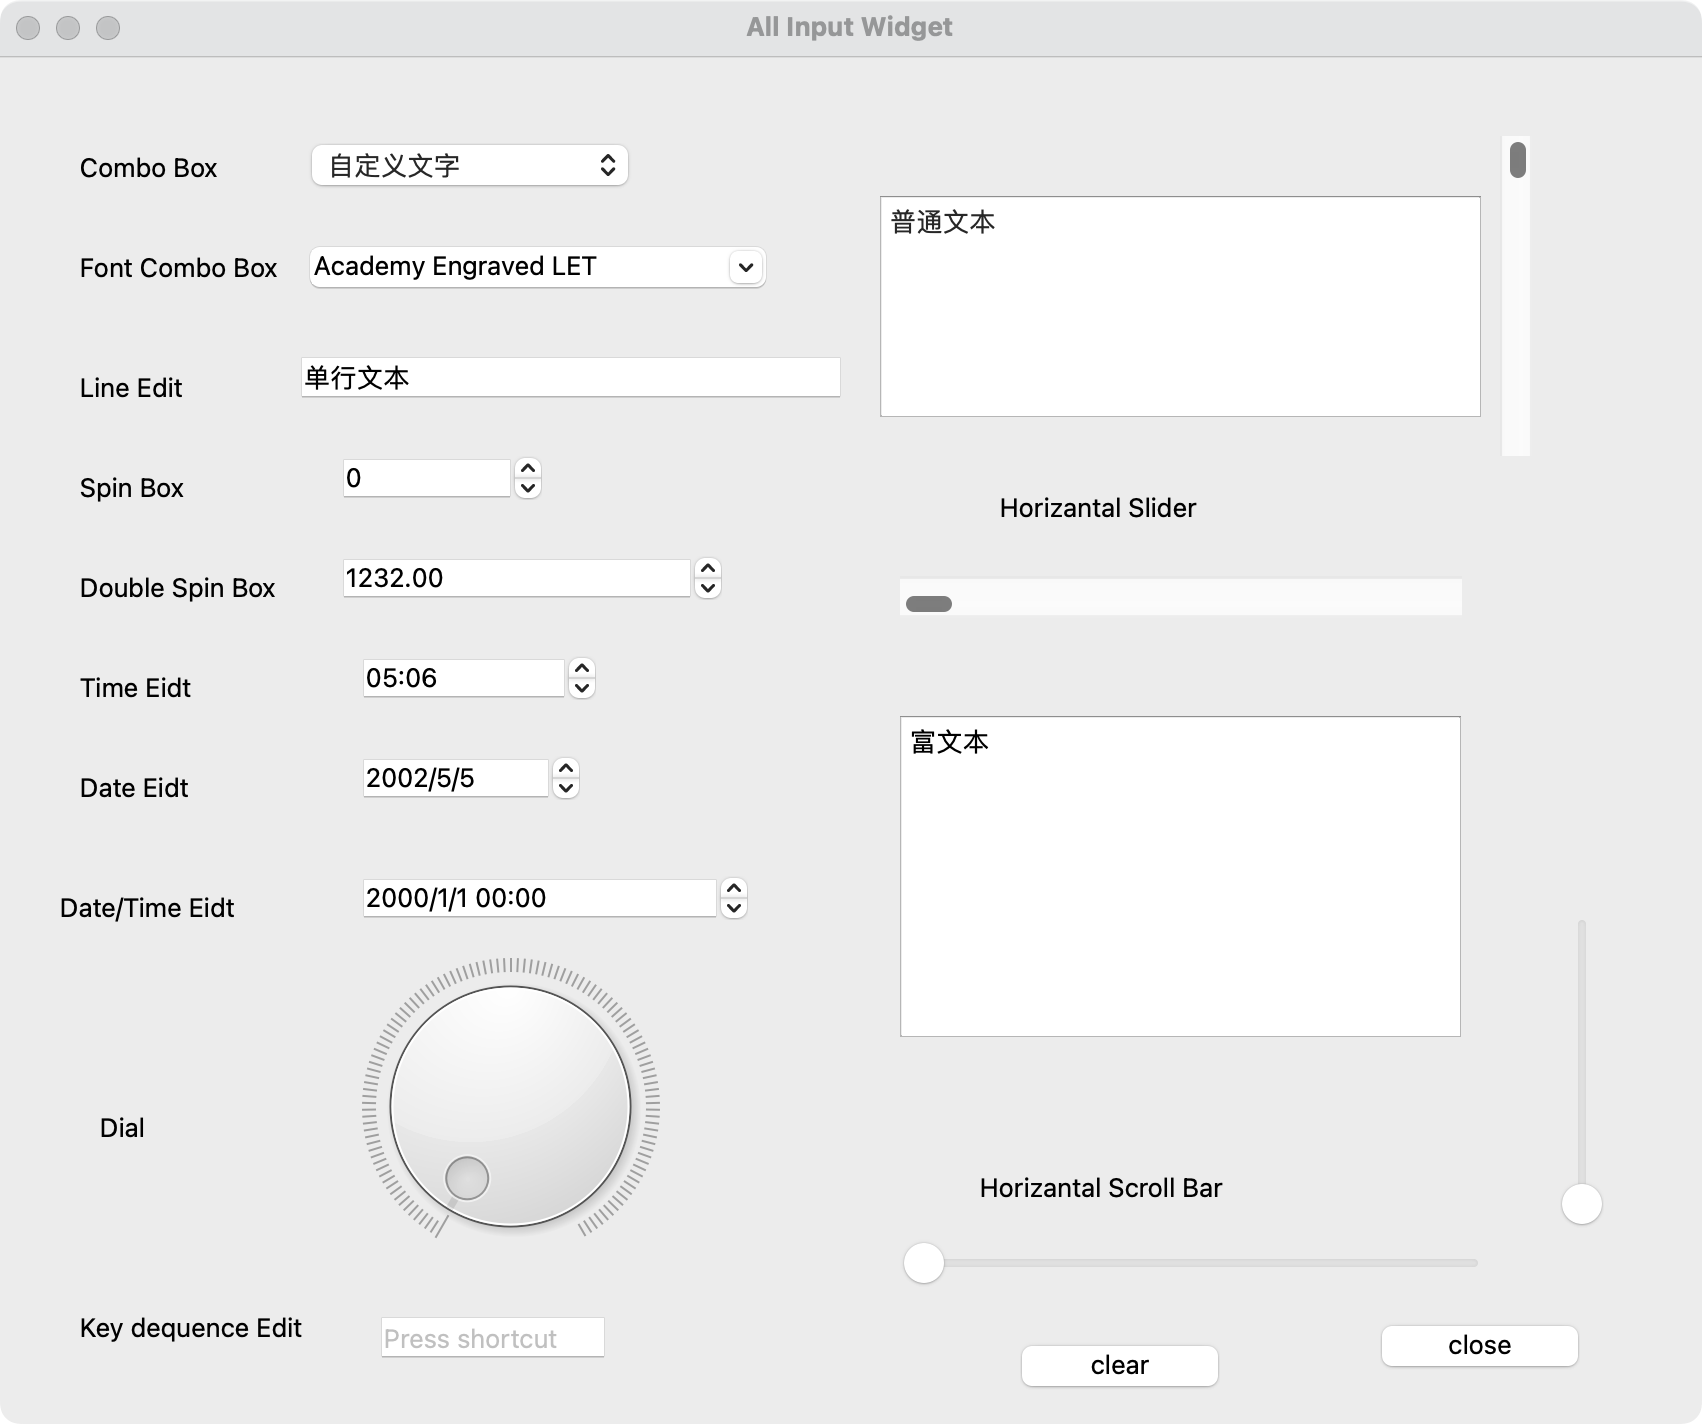 All Input Widget
Combo Box
自定义文字
Font Combo Box
Academy Engraved LET
Line Edit
单行文本
Spin Box
0
Double Spin Box
1232.00
Time Eidt
05:06
Date Eidt
2002/5/5
Date/Time Eidt
2000/1/1 00:00
Dial
Key dequence Edit
Press shortcut
普通文本
Horizantal Slider
富文本
Horizantal Scroll Bar
clear
close